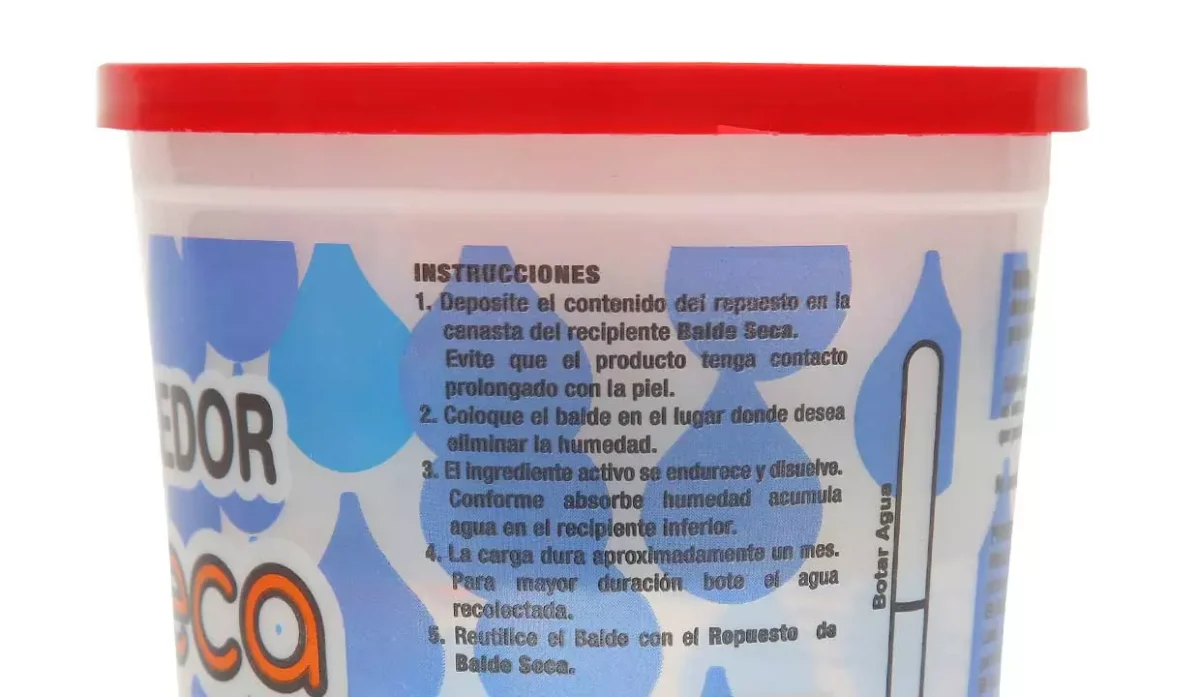 INSTRUCCIONES
1. Deposite el contenido del repuesto en la
canasta del recipiente Balde Seca.
Evite que el producto tenga contacto
prolongado con la piel.
2. Coloque el balde en el lugar donde desea
eliminar la humedad.
3. El ingrediente activo se endurece y disuelve.
Conforme absorbe humedad acumula
agua en el recipiente inferior.
4. La carga dura aproximadamente un mes.
Para mayor duración bote el agua
recolectada.
5. Reutilice el Balde con el Repuesto de
Balde Seca.
EDOR
eca
Botar Agua